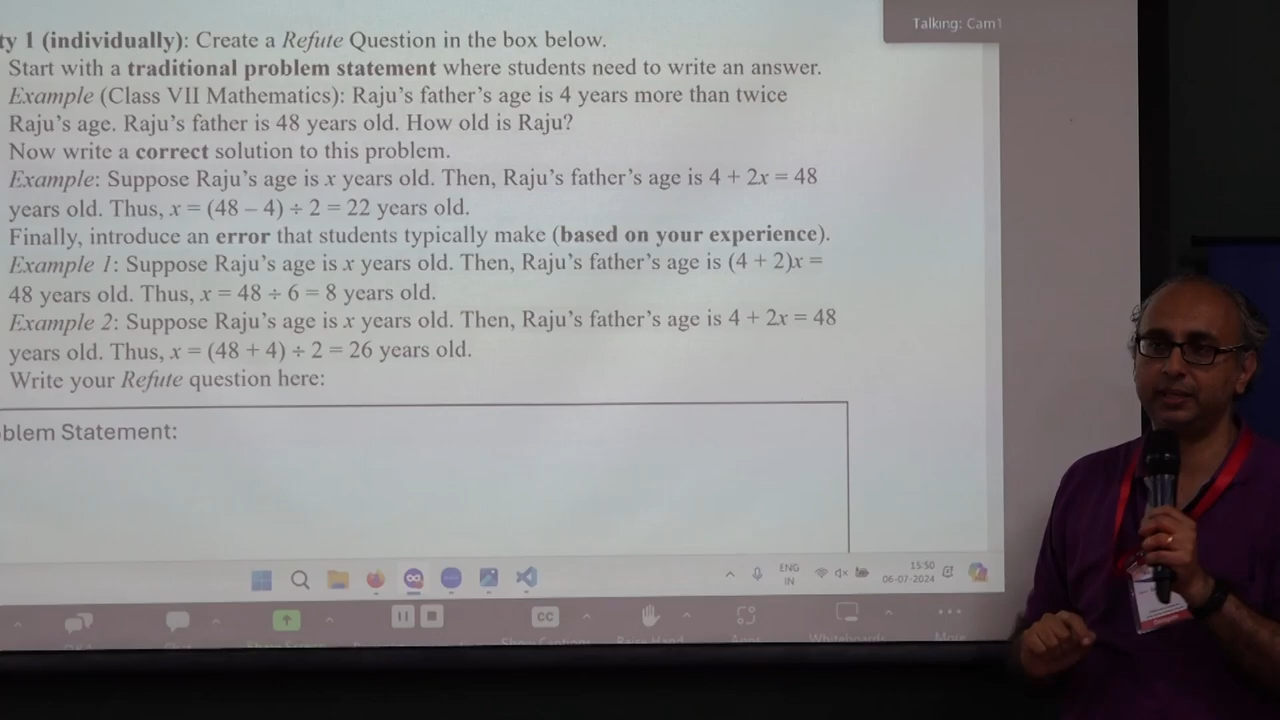 Talking: Cam1
ty 1 (individually): Create a Refute Question in the box below.
Start with a traditional problem statement where students need to write an answer.
Example (Class VII Mathematics): Raju’s father’s age is 4 years more than twice
Raju’s age. Raju’s father is 48 years old. How old is Raju?
Now write a correct solution to this problem.
Example: Suppose Raju’s age is x years old. Then, Raju’s father’s age is 4 + 2x = 48
years old. Thus, x = (48 – 4) ÷ 2 = 22 years old.
Finally, introduce an error that students typically make (based on your experience).
Example 1: Suppose Raju’s age is x years old. Then, Raju’s father’s age is (4 + 2)x =
48 years old. Thus, x = 48 ÷ 6 = 8 years old.
Example 2: Suppose Raju’s age is x years old. Then, Raju’s father’s age is 4 + 2x = 48
years old. Thus, x = (48 + 4) ÷ 2 = 26 years old.
Write your Refute question here:
blem Statement:
ENG
IN
15:50
06-07-2024
CC
Show Captions
Raise Hand
Apps
Whiteboards
More